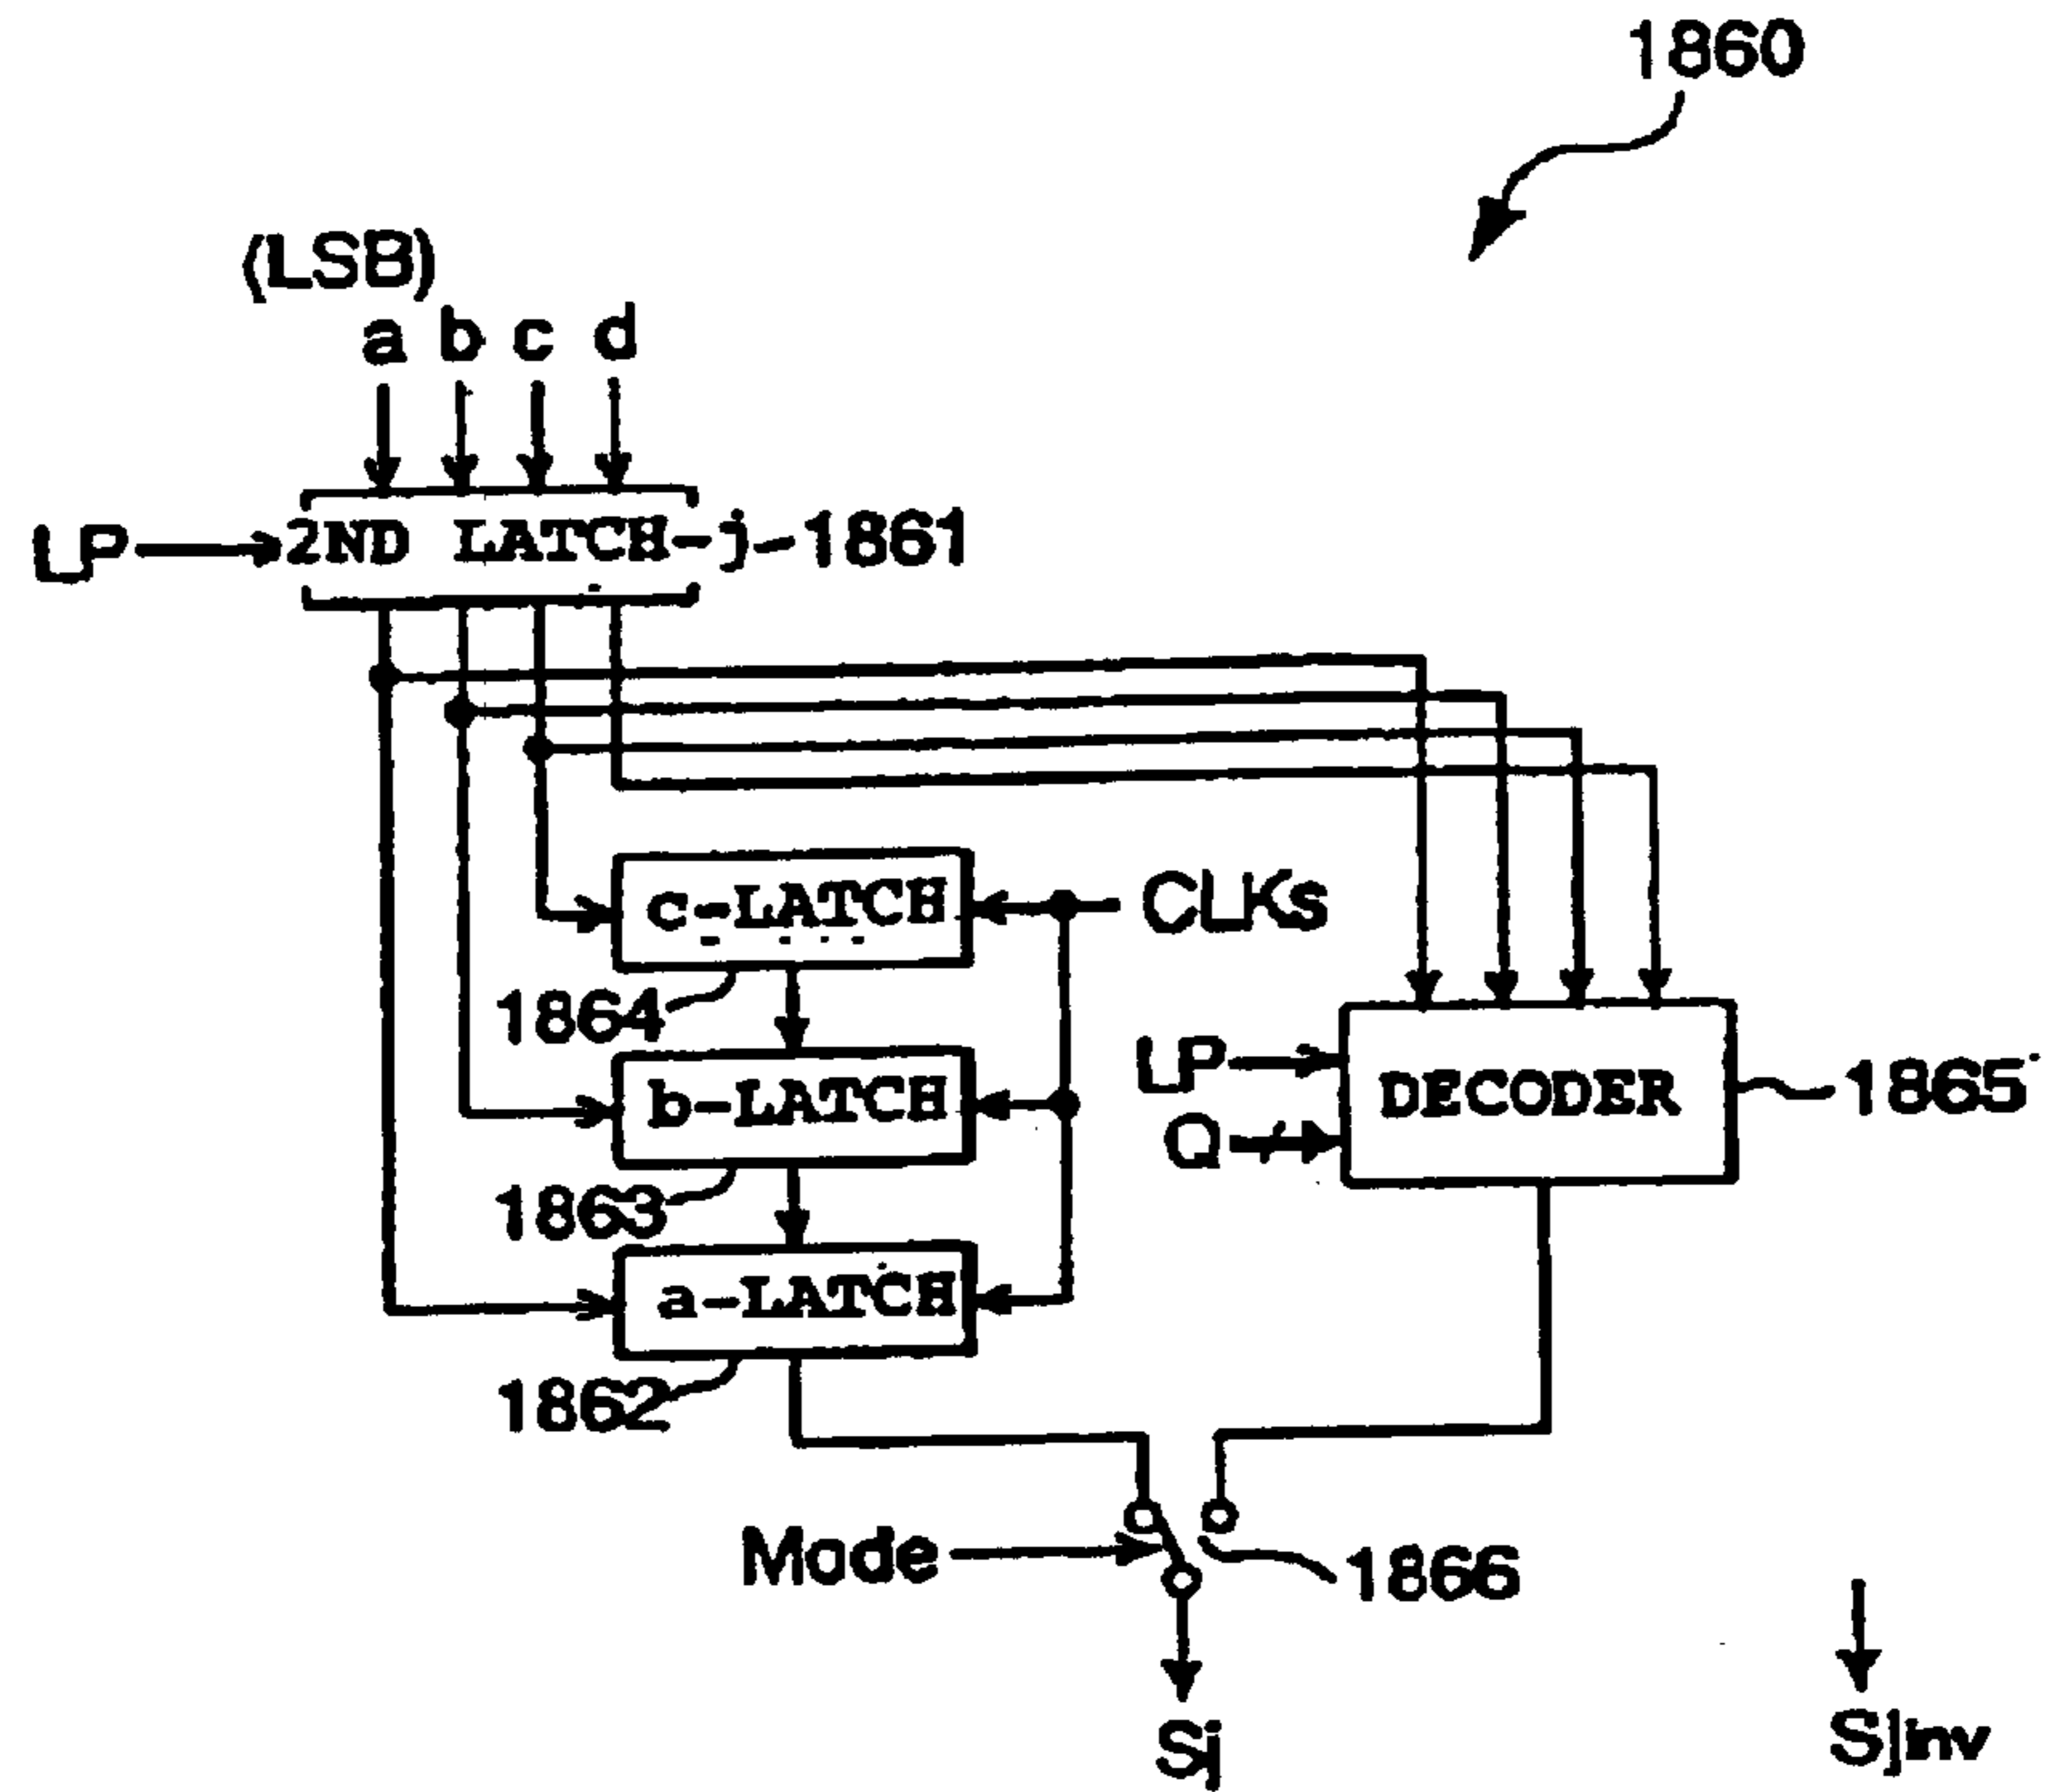 1860
(LSB)
a b c d
LP
2ND LATCH-j
1861
c-LATCH
CLKs
1864
LP
DECODER
1865
b-LATCH
Q
1863
a-LATCH
1862
Mode
1866
Sj
Sjinv